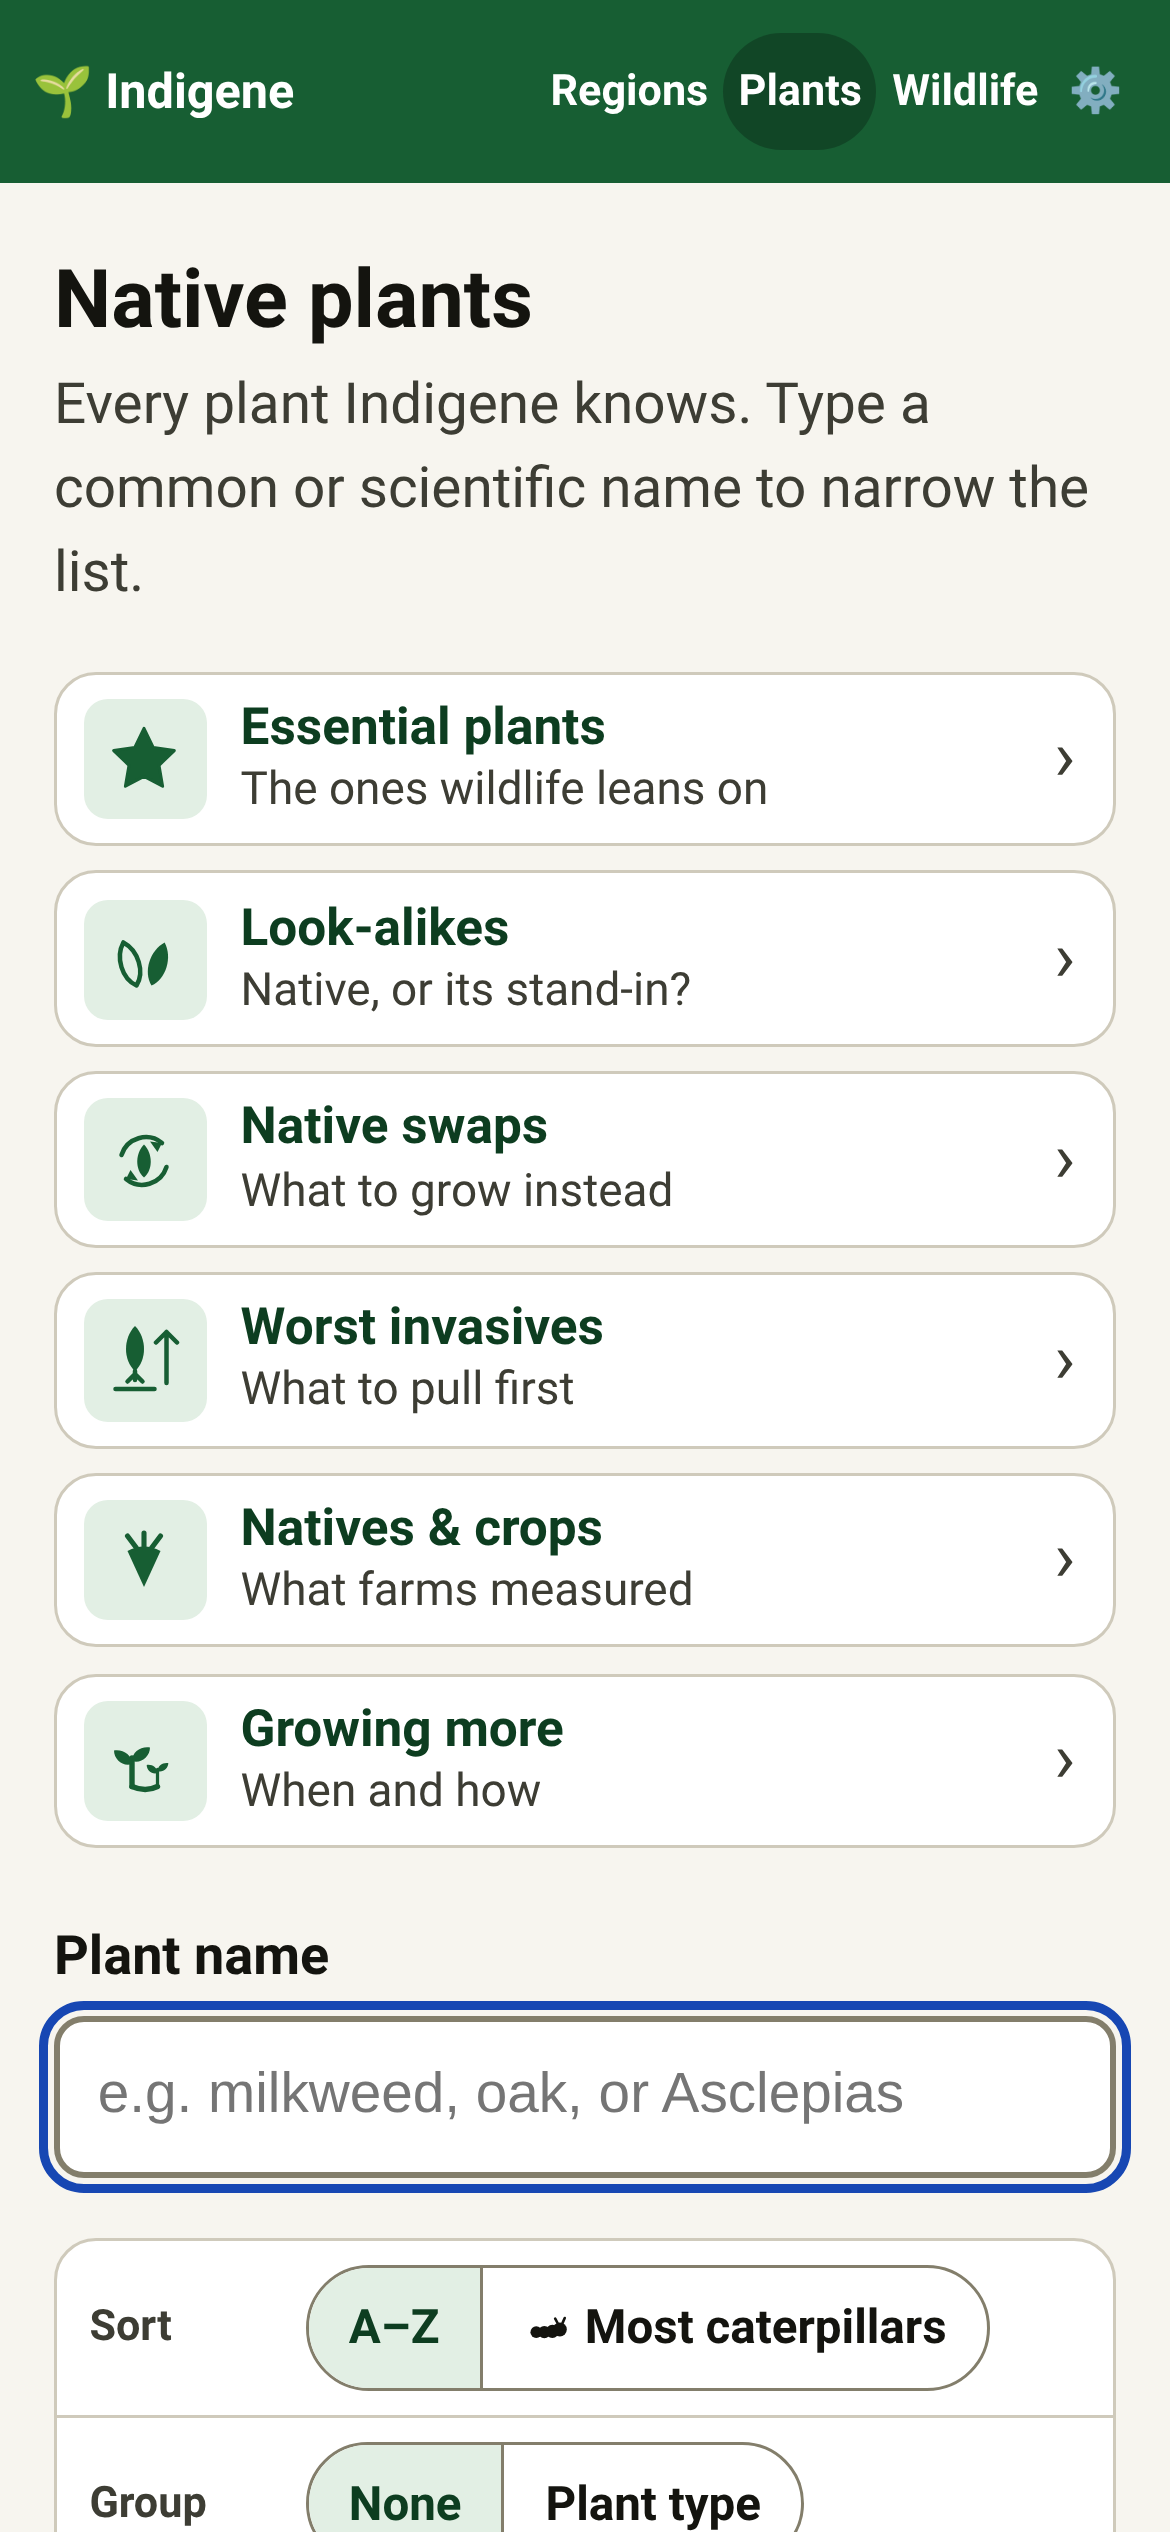 Indigene
Regions Plants Wildlife
Native plants
Every plant Indigene knows. Type a
common or scientific name to narrow the
list.
Essential plants
The ones wildlife leans on
Look-alikes
Native, or its stand-in?
Native swaps
What to grow instead
Worst invasives
What to pull first
Natives & crops
What farms measured
Growing more
When and how
Plant name
e.g. milkweed, oak, or Asclepias
Sort A–Z Most caterpillars
Group None Plant type